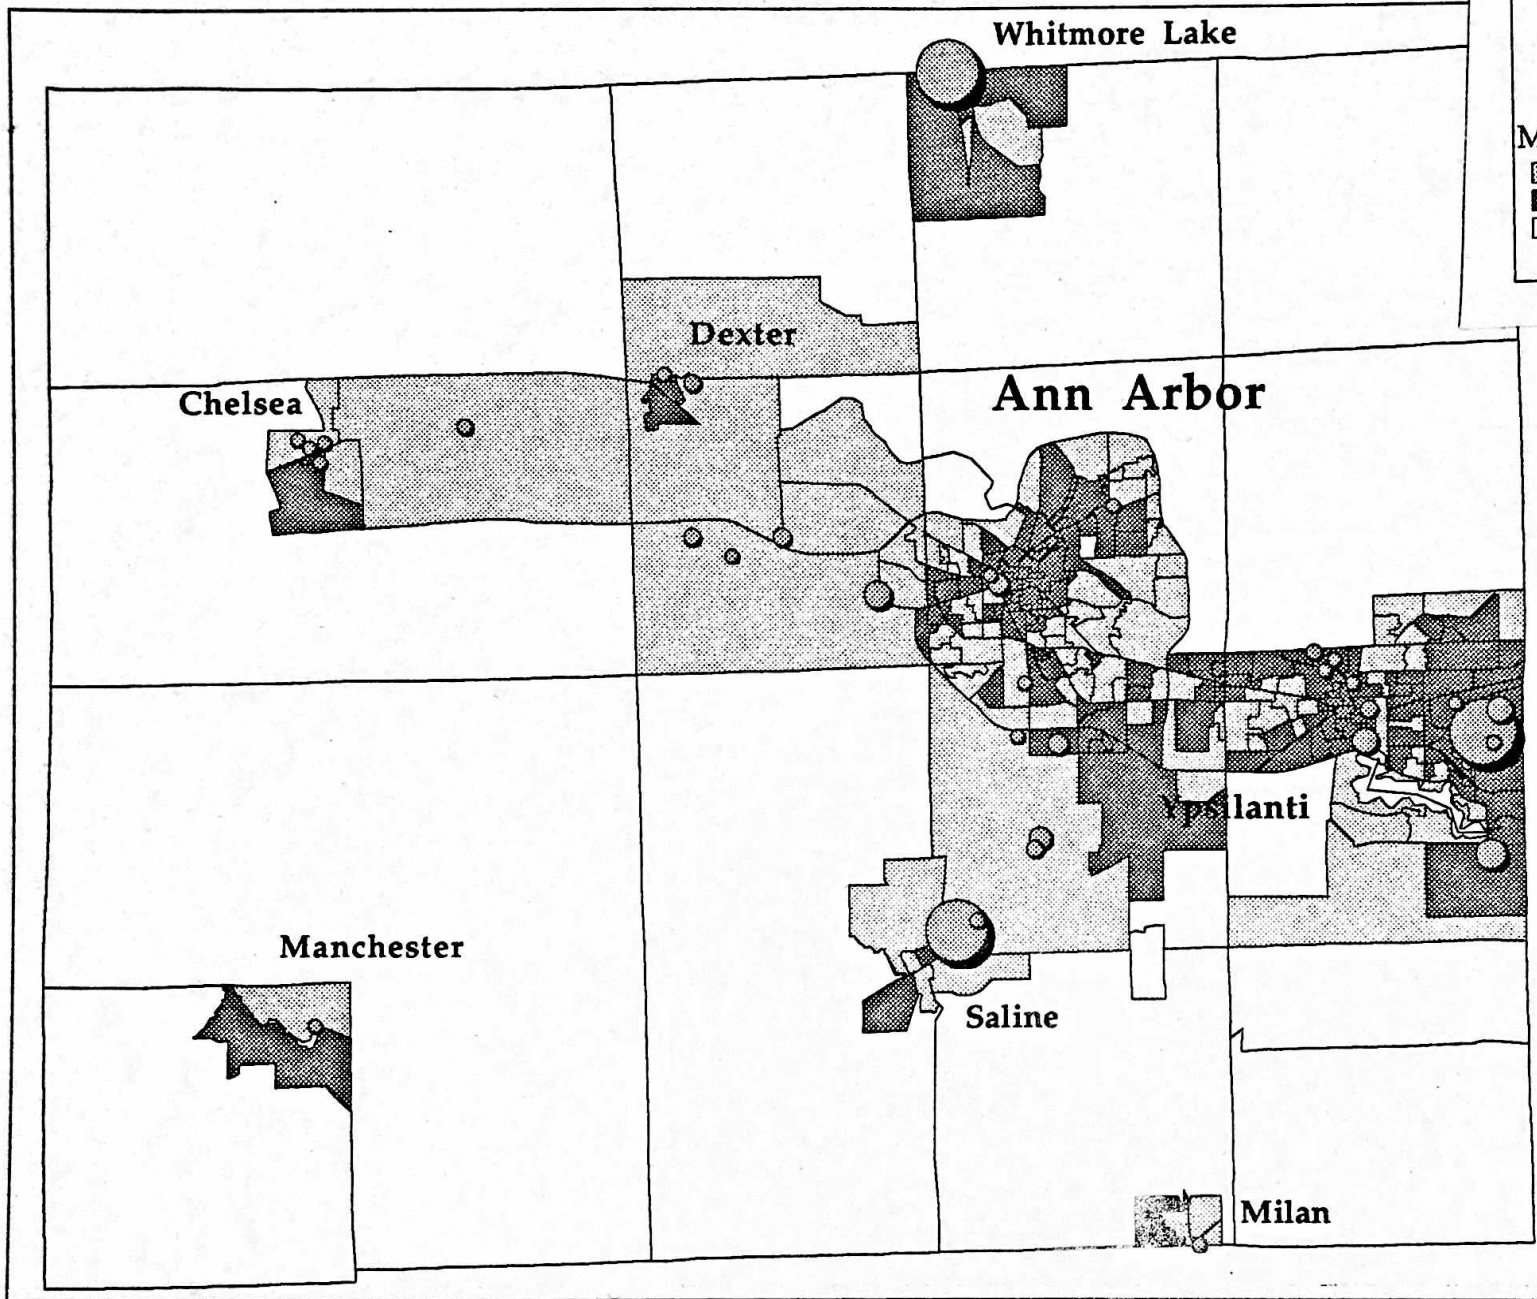 Whitmore Lake
M
Dexter
Ann Arbor
Chelsea
Ypsilanti
Manchester
Saline
Milan